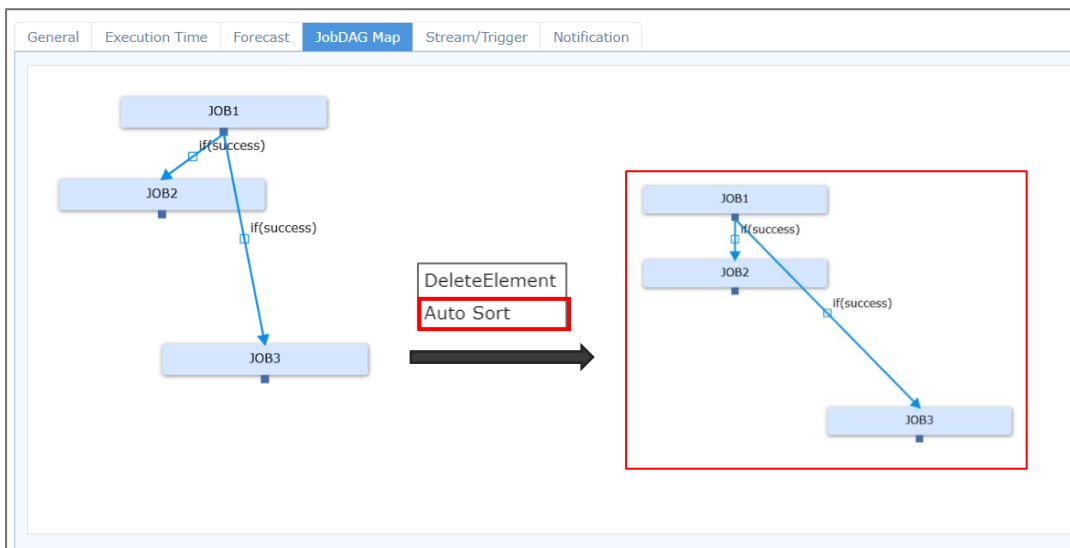 General Execution Time Forecast JobDAG Map Stream/Trigger Notification
JOB1
if(success)
JOB2
if(success)
JOB3
DeleteElement
Auto Sort
JOB1
if(success)
JOB2
if(success)
JOB3